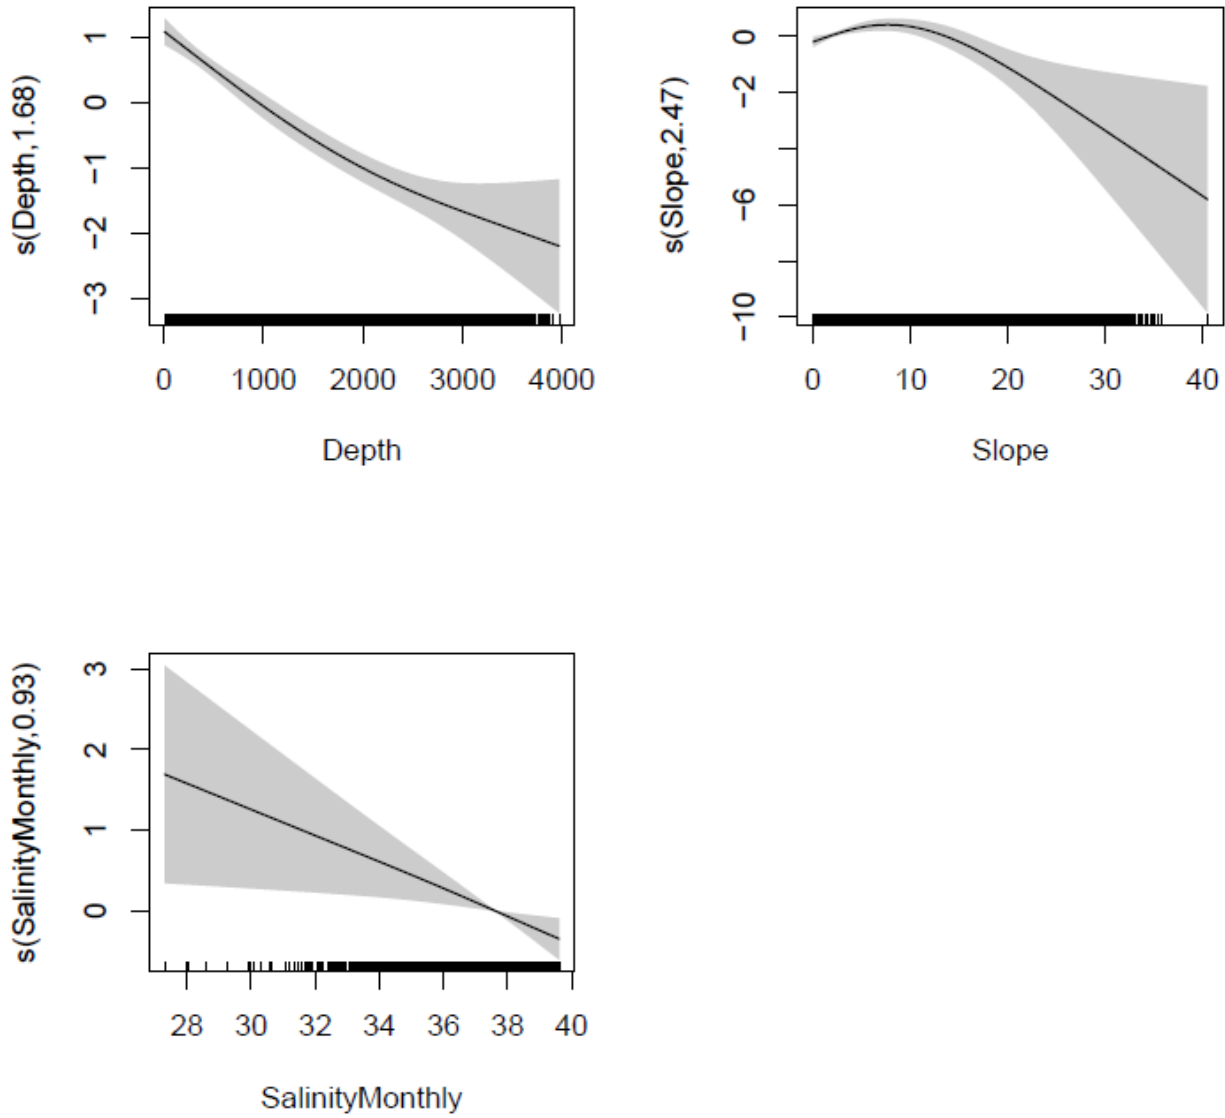 s(Depth,1.68)
1
0
−1
−2
−3
0 1000 2000 3000 4000
Depth
s(Slope,2.47)
0
−2
−6
−10
0 10 20 30 40
Slope
s(SalinityMonthly,0.93)
3
2
1
0
28 30 32 34 36 38 40
SalinityMonthly